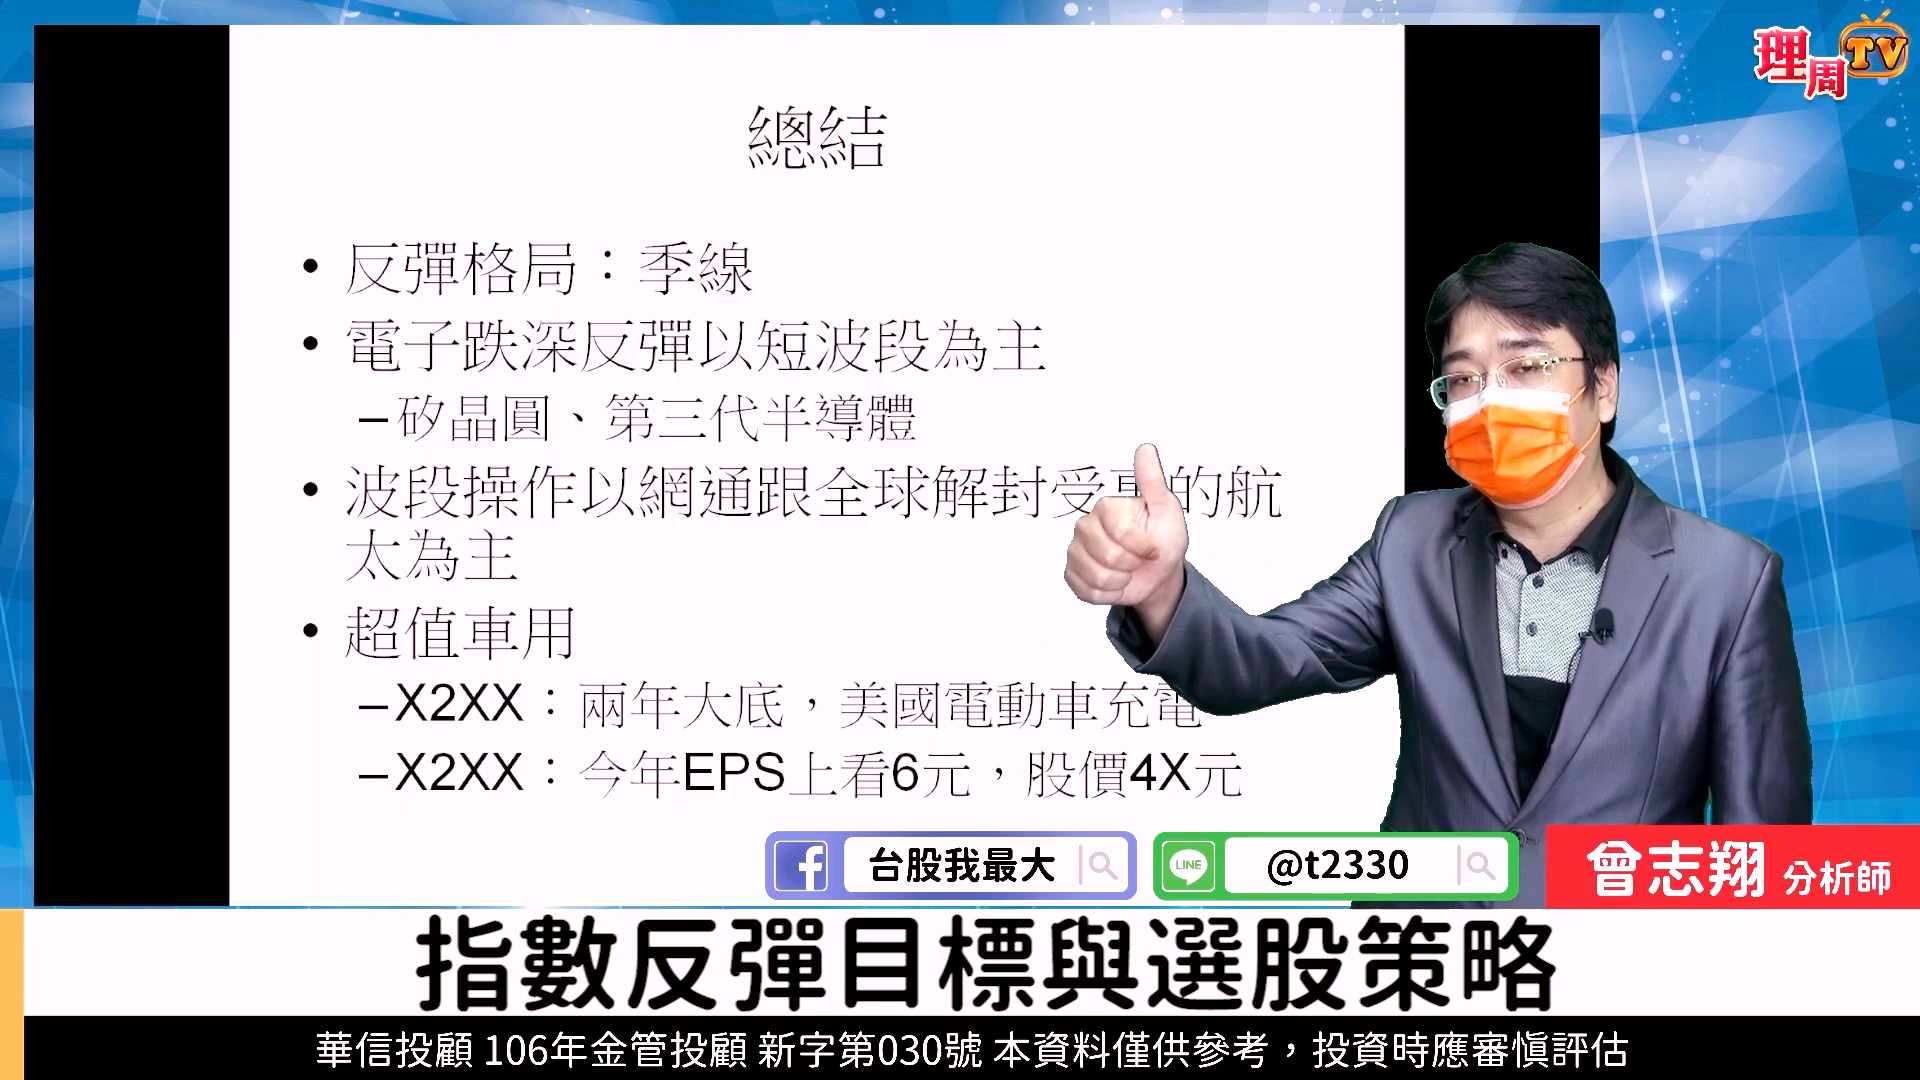 理周TV
總結
• 反彈格局：季線
• 電子跌深反彈以短波段為主
–矽晶圓、第三代半導體
• 波段操作以網通跟全球解封受的航
太為主
• 超值車用
–X2XX：兩年大底，美國電動車充電
–X2XX：今年EPS上看6元，股價4X元
台股我最大
LINE
@t2330
曾志翔 分析師
指數反彈目標與選股策略
華信投顧 106年金管投顧 新字第030號 本資料僅供參考，投資時應審慎評估